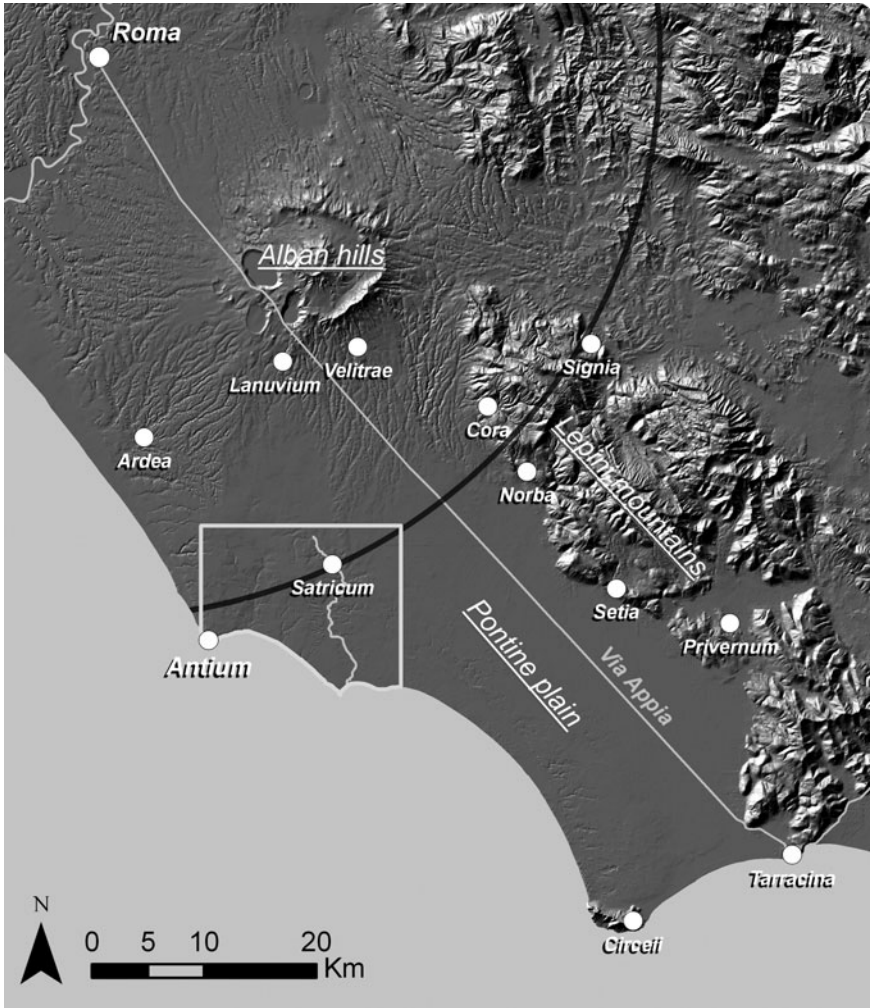 Roma
Alban hills
Lanuvium
Velitrae
Signia
Cora
Ardea
Lepini mountains
Norba
Satricum
Setia
Antium
Pontine plain
Via Appia
Privernum
Tarracina
Circeii
N
0 5 10 20
Km